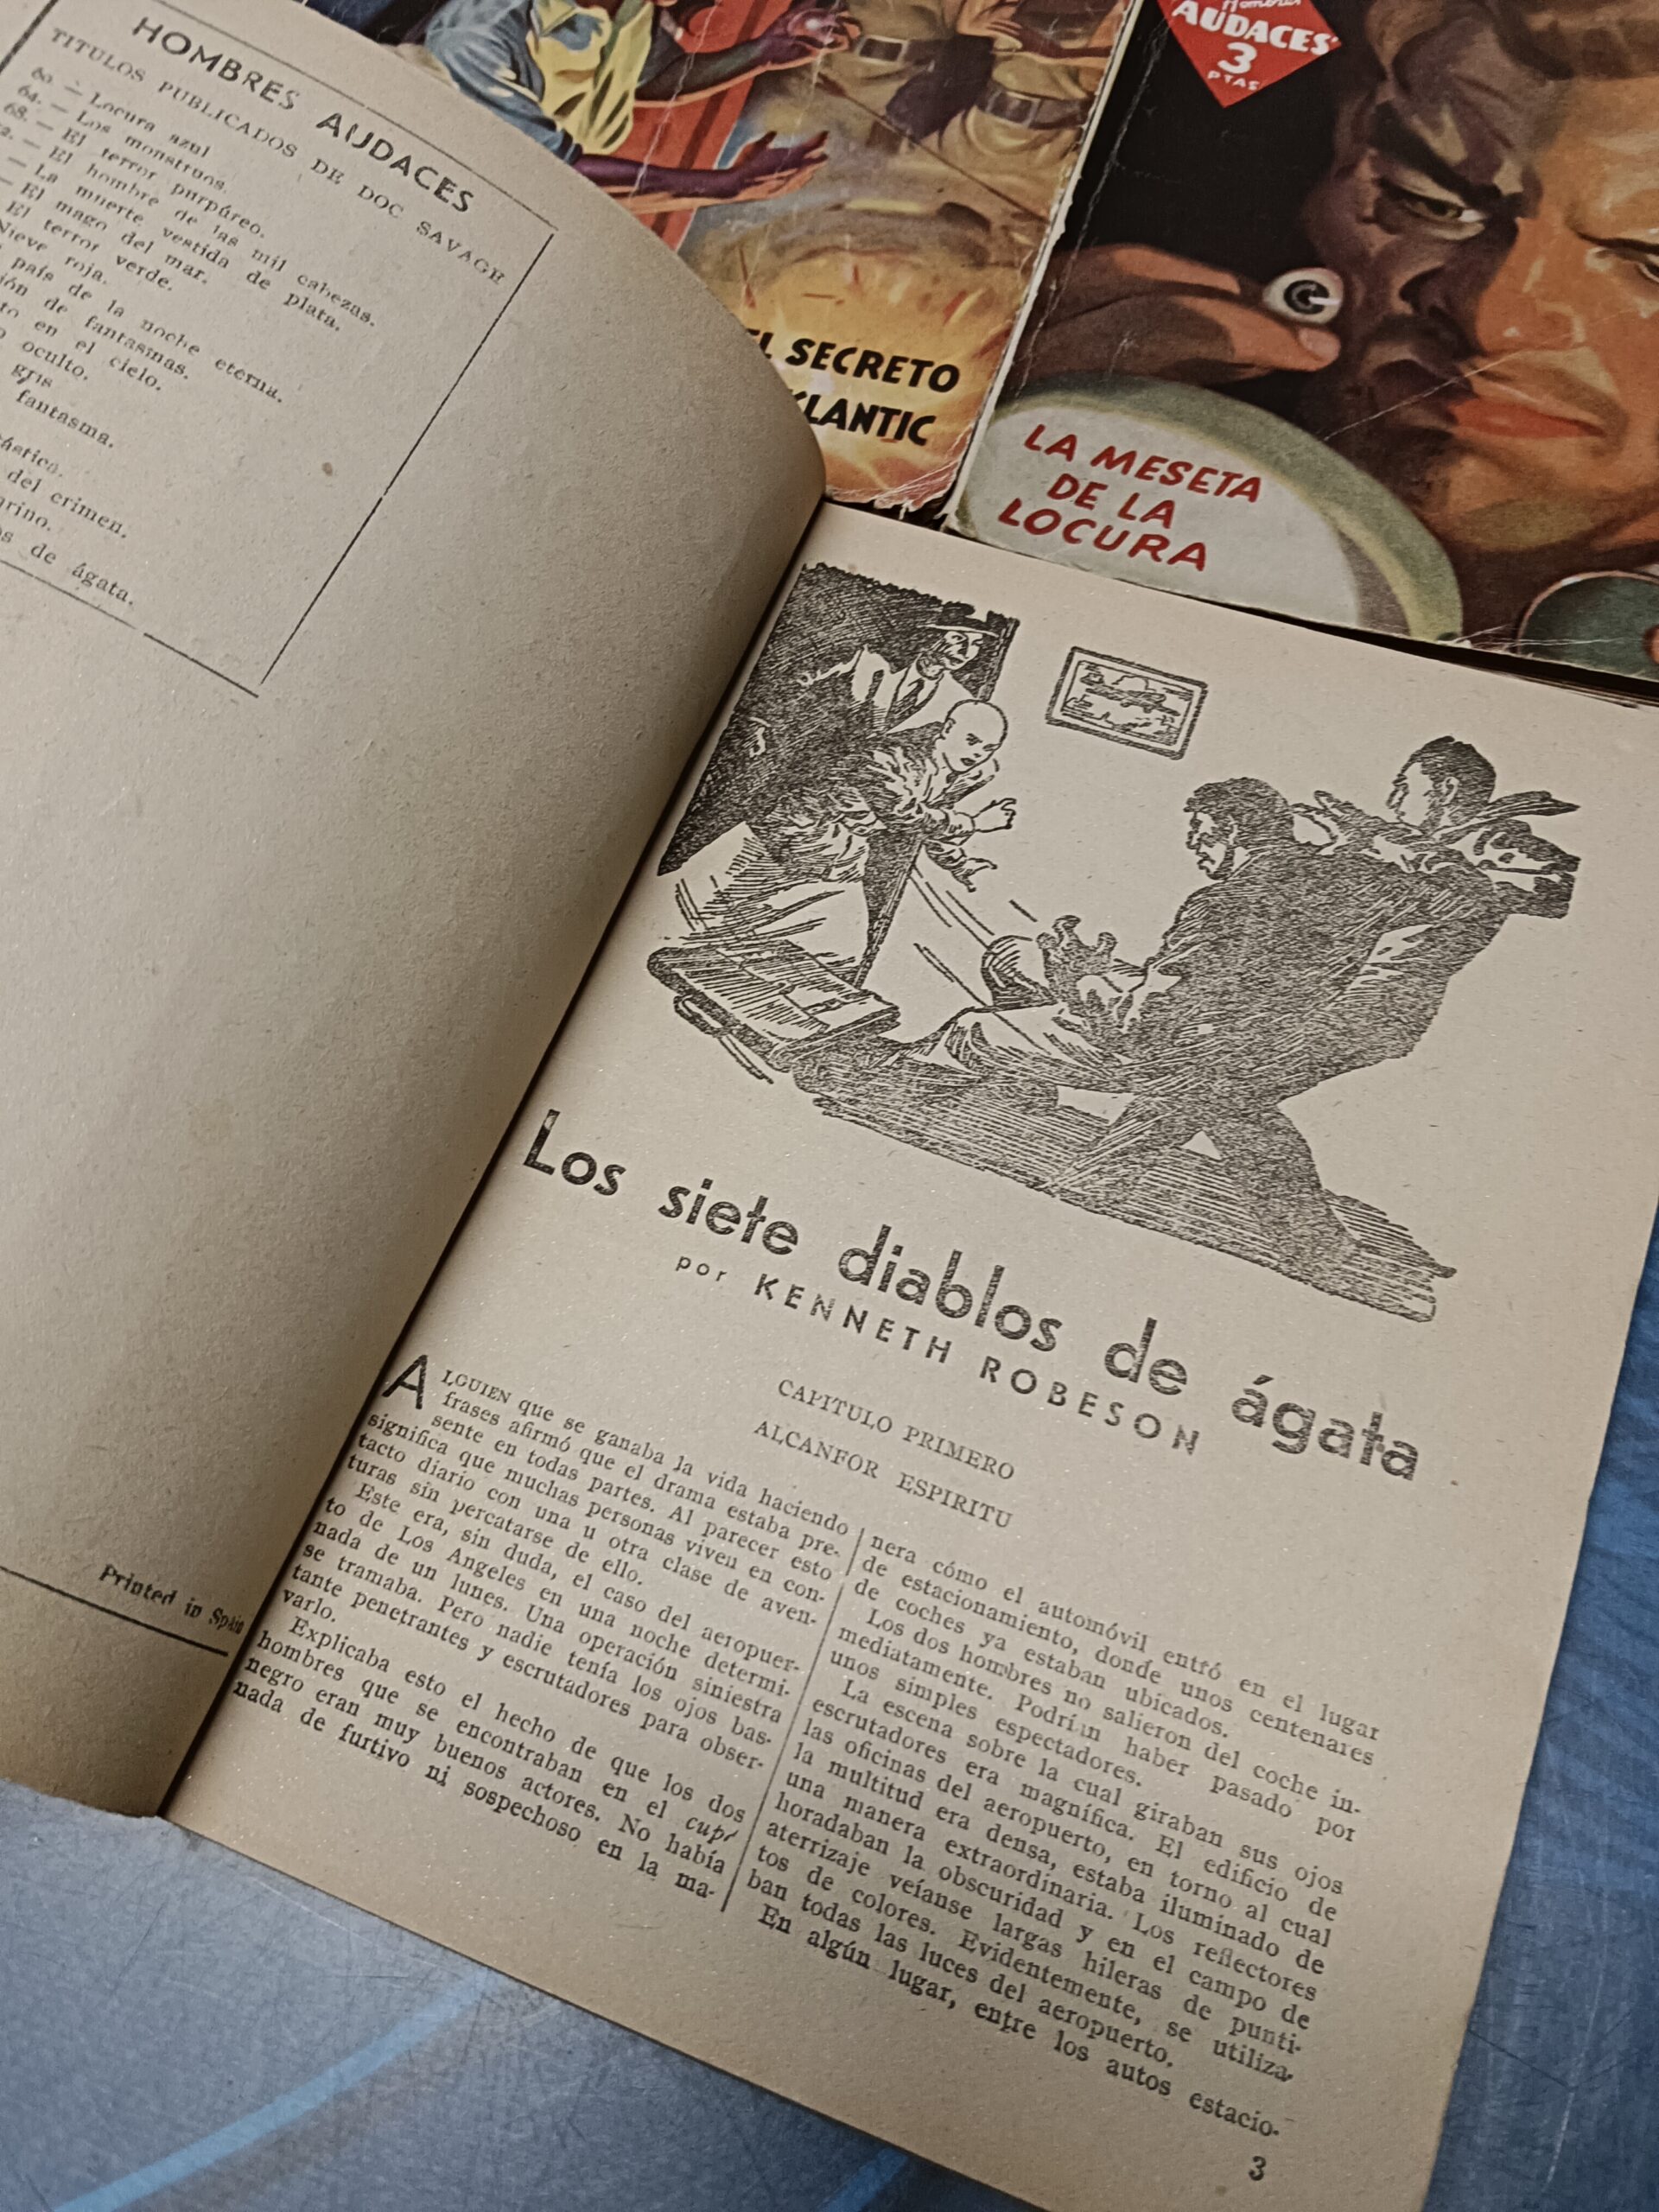 HOMBRES AUDACES
TITULOS PUBLICADOS DE DOC SAVAGE
60. — Locura azul
64. — Los monstruos.
68. — El terror purpúreo.
72. — El hombre de las mil cabezas.
— La muerte vestida de plata.
— El mago del mar.
El terror verde.
Nieve roja.
país de la noche eterna.
de fantasmas.
en el cielo.
oculto.
gris
fantasma.
del crimen.
de ágata.
Printed in Spain
EL SECRETO
KLANTIC
Hombres
AUDACES
3
PTAS
LA MESETA
DE LA
LOCURA
Los siete diablos de ágata
por KENNETH ROBESON
CAPITULO PRIMERO
ALCANFOR ESPIRITU
ALGUIEN que se ganaba la vida haciendo
frases afirmó que el drama estaba pre-
sente en todas partes. Al parecer esto
significa que muchas personas viven en con-
tacto diario con una u otra clase de aven-
turas sin percatarse de ello.
Este era, sin duda, el caso del aeropuer-
to de Los Angeles en una noche determi-
nada de un lunes. Una operación siniestra
se tramaba. Pero nadie tenía los ojos bas-
tante penetrantes y escrutadores para obser-
varlo.
Explicaba esto el hecho de que los dos
hombres que se encontraban en el cupé
negro eran muy buenos actores. No había
nada de furtivo ni sospechoso en la ma-
nera cómo el automóvil entró en el lugar
de estacionamiento, donde unos centenares
de coches ya estaban ubicados.
Los dos hombres no salieron del coche in-
mediatamente. Podrían haber pasado por
unos simples espectadores.
La escena sobre la cual giraban sus ojos
escrutadores era magnífica. El edificio de
las oficinas del aeropuerto, en torno al cual
la multitud era densa, estaba iluminado de
una manera extraordinaria. Los reflectores
horadaban la obscuridad y en el campo de
aterrizaje veíanse largas hileras de punti-
tos de colores. Evidentemente, se utiliza-
ban todas las luces del aeropuerto.
En algún lugar, entre los autos estacio-
3